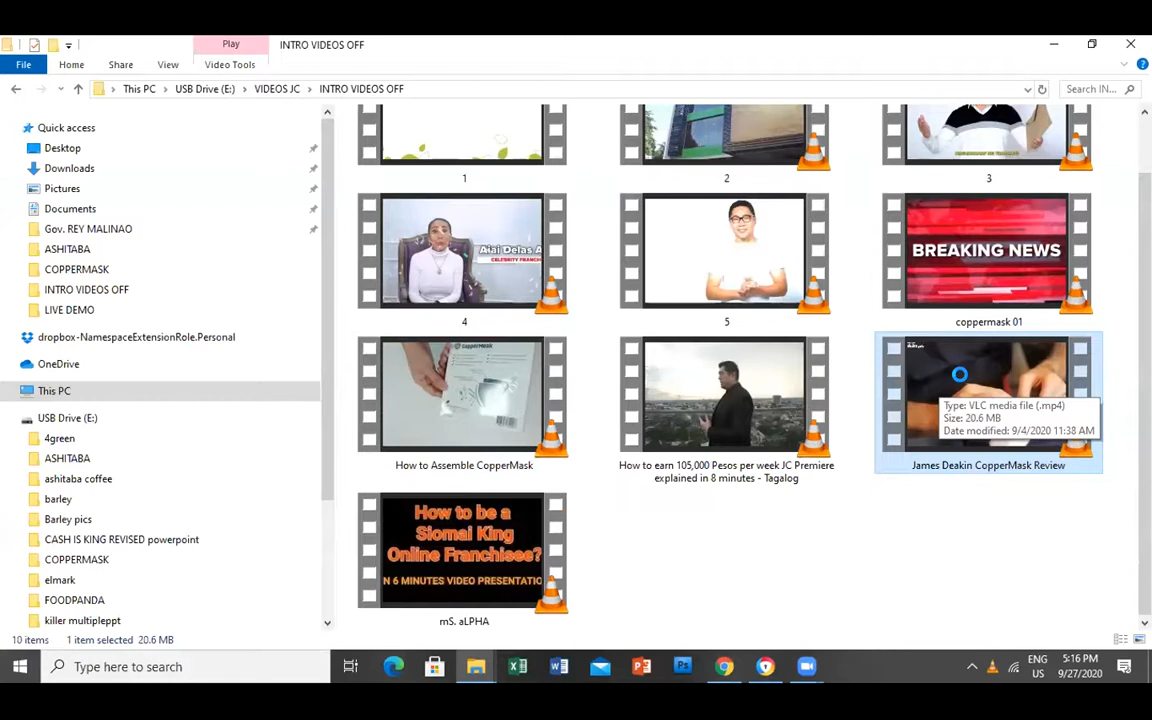 Play
INTRO VIDEOS OFF
File
Home
Share
View
Video Tools
This PC
USB Drive (E:)
VIDEOS JC
INTRO VIDEOS OFF
Search IN...
Quick access
Desktop
Downloads
Pictures
Documents
Gov. REY MALINAO
ASHITABA
COPPERMASK
INTRO VIDEOS OFF
LIVE DEMO
dropbox-NamespaceExtensionRole.Personal
OneDrive
This PC
USB Drive (E:)
4green
ASHITABA
ashitaba coffee
barley
Barley pics
CASH IS KING REVISED powerpoint
COPPERMASK
elmark
FOODPANDA
killer multipleppt
1
2
3
Aiai Delas A
CELEBRITY FRANCH
BREAKING NEWS
4
5
coppermask 01
COPPERMASK
How to Assemble CopperMask
How to earn 105,000 Pesos per week JC Premiere
explained in 8 minutes - Tagalog
Type: VLC media file (.mp4)
Size: 20.6 MB
Date modified: 9/4/2020 11:38 AM
James Deakin CopperMask Review
How to be a
Siomai King
Online Franchisee?
N 6 MINUTES VIDEO PRESENTATIO
mS. aLPHA
10 items
1 item selected 20.6 MB
Type here to search
ENG
US
5:16 PM
9/27/2020